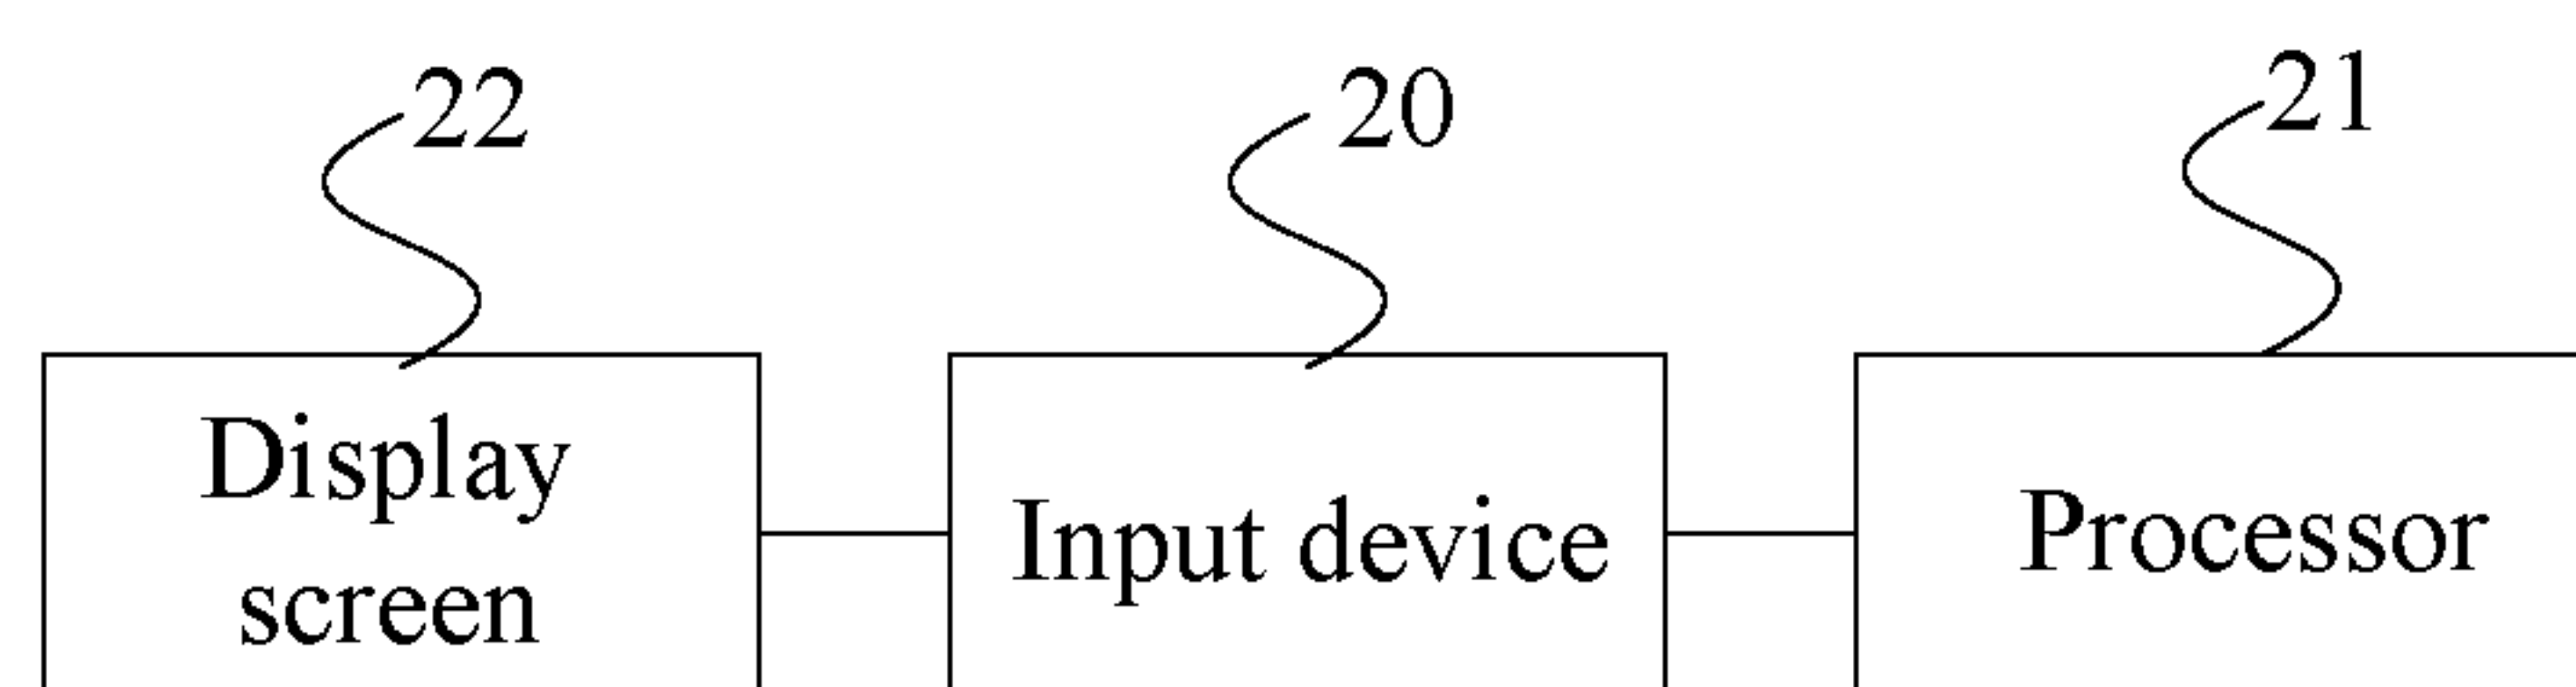 22
20
21
Display
screen
Input device
Processor